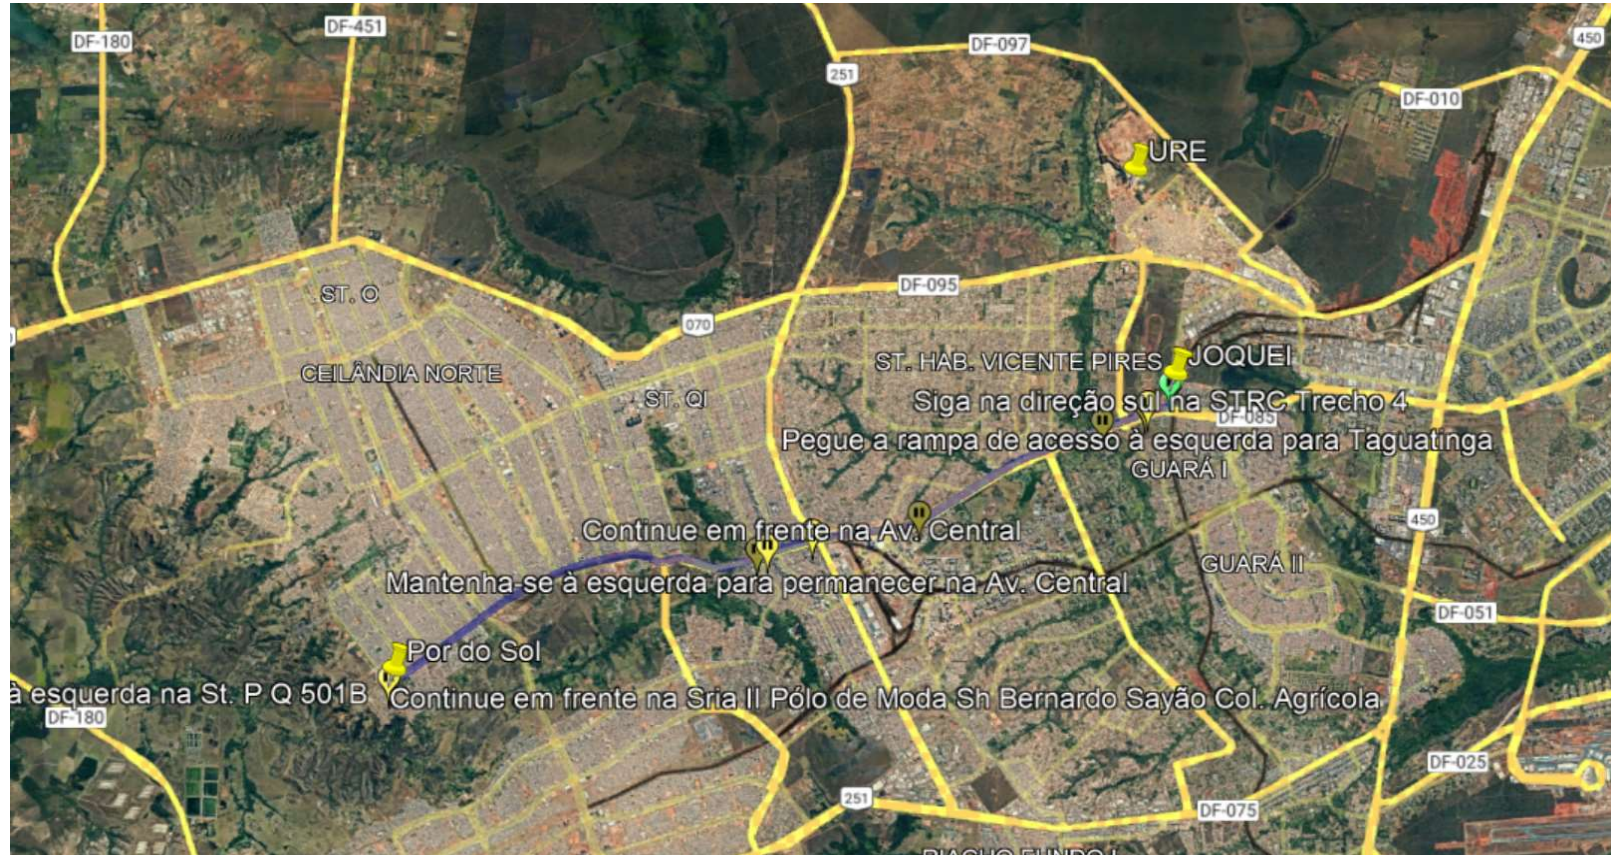 DF-180
DF-451
DF-097
450
251
DF-010
URE
ST. O
DF-095
070
CEILÂNDIA NORTE
ST. HAB. VICENTE PIRES
JOQUEI
ST. QI
Siga na direção sul na STRC Trecho 4
DF-085
Pegue a rampa de acesso à esquerda para Taguatinga
GUARÁ I
450
Continue em frente na Av. Central
GUARÁ II
Mantenha-se à esquerda para permanecer na Av. Central
DF-051
Por do Sol
à esquerda na St. P Q 501B
Continue em frente na Sria II Pólo de Moda Sh Bernardo Sayão Col. Agrícola
DF-180
DF-025
251
DF-075